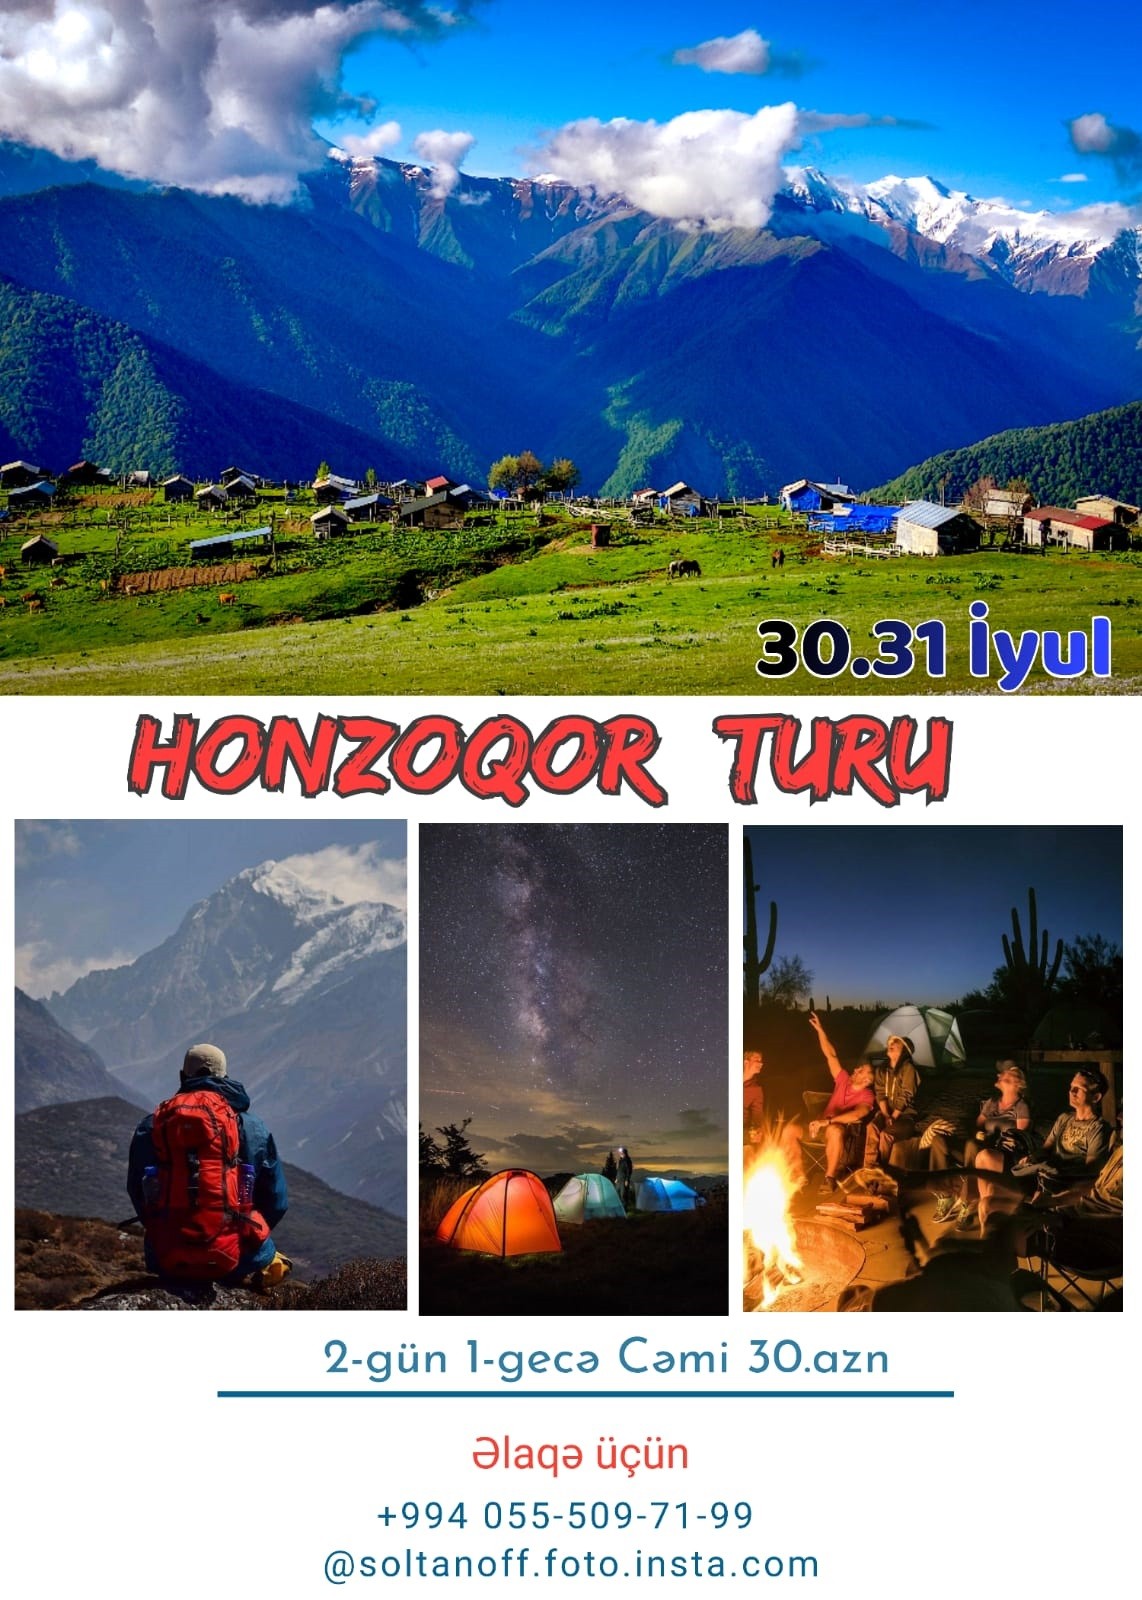 30.31 İyul
HONZOQOR TURU
2-gün 1-gecə Cəmi 30.azn
Əlaqə üçün
+994 055-509-71-99
@soltanoff.foto.insta.com